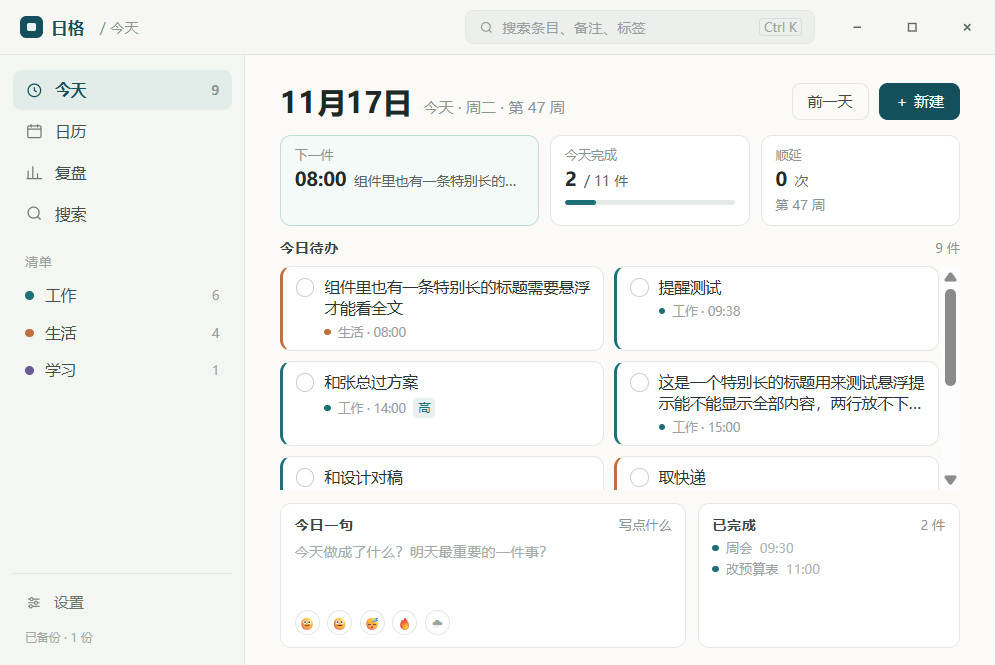 日格 / 今天
搜索条目、备注、标签 Ctrl K
今天 9
日历
复盘
搜索
清单
工作 6
生活 4
学习 1
设置
已备份 · 1 份
11月17日 今天 · 周二 · 第 47 周
前一天
+ 新建
下一件
08:00 组件里也有一条特别长的...
今天完成
2 / 11 件
顺延
0 次
第 47 周
今日待办 9 件
组件里也有一条特别长的标题需要悬浮
才能看全文
生活 · 08:00
提醒测试
工作 · 09:38
和张总过方案
工作 · 14:00 高
这是一个特别长的标题用来测试悬浮提
示能不能显示全部内容，两行放不下...
工作 · 15:00
和设计对稿
取快递
今日一句 写点什么
今天做成了什么？明天最重要的一件事？
已完成 2 件
周会 09:30
改预算表 11:00